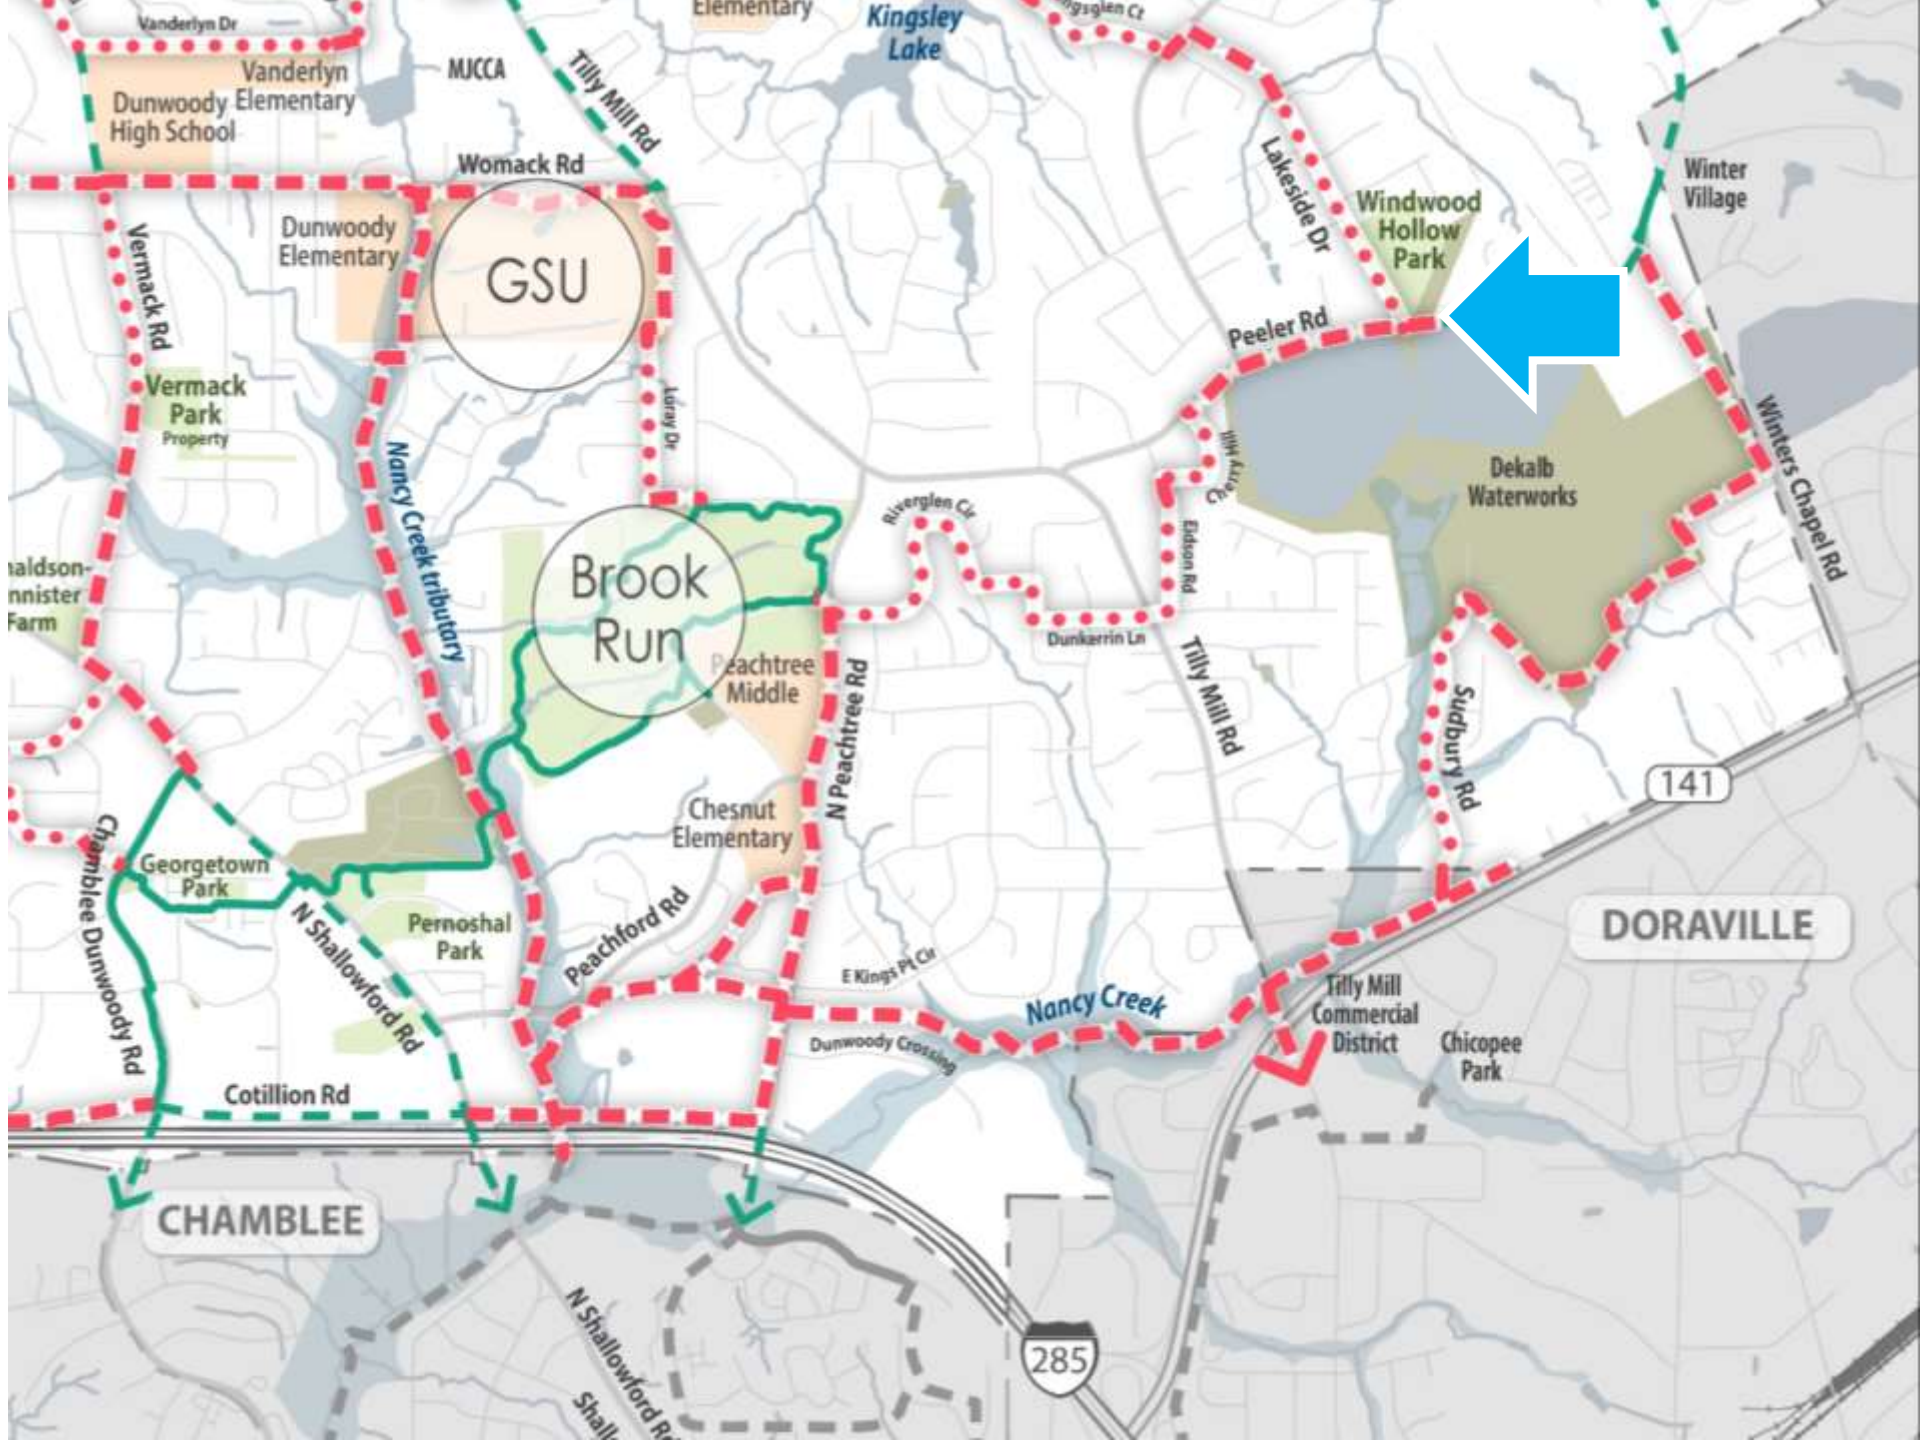 Vanderlyn Dr
Elementary
Kingsley
Lake
Vanderlyn
Elementary
MJCCA
Tilly Mill Rd
Dunwoody
High School
Womack Rd
Lakeside Dr
Winter
Village
Windwood
Hollow
Park
Dunwoody
Elementary
GSU
Vermack Rd
Peeler Rd
Vermack
Park
Property
Loray Dr
Nancy Creek tributary
Cherry Hill
Winters Chapel Rd
Dekalb
Waterworks
Riverglen Cir
Eidson Rd
Farm
Brook
Run
Dunkerrin Ln
Tilly Mill Rd
Peachtree
Middle
N Peachtree Rd
Sudbury Rd
141
Chesnut
Elementary
Chamblee Dunwoody Rd
Georgetown
Park
N Shallowford Rd
Pernoshal
Park
Peachford Rd
DORAVILLE
E Kings Pt Cir
Nancy Creek
Tilly Mill
Commercial
District
Dunwoody Crossing
Chicopee
Park
Cotillion Rd
CHAMBLEE
N Shallowford Rd
285